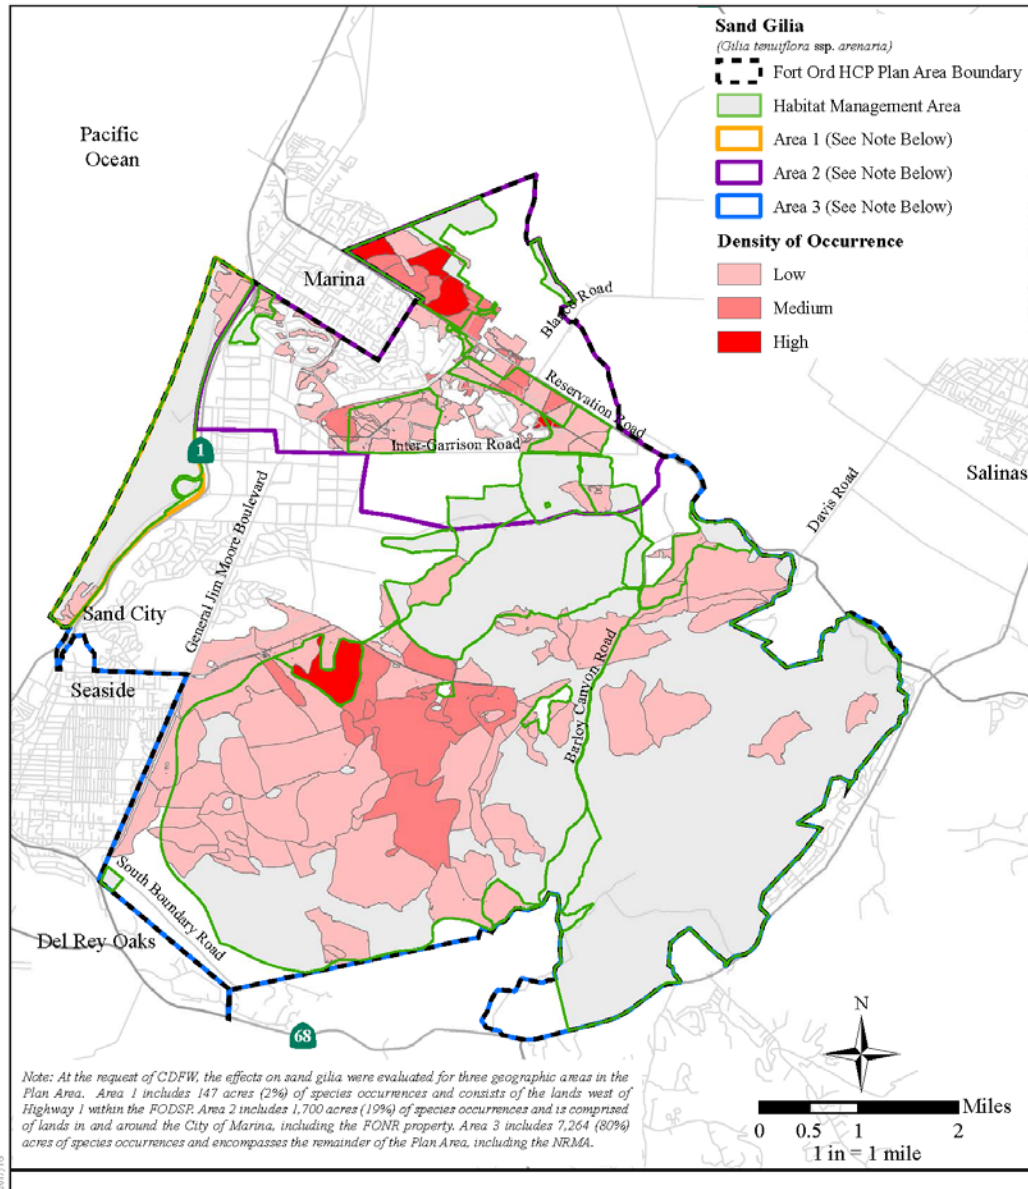 Sand Gilia
(Gilia tenuiflora ssp. arenaria)
Fort Ord HCP Plan Area Boundary
Habitat Management Area
Area 1 (See Note Below)
Area 2 (See Note Below)
Area 3 (See Note Below)
Density of Occurrence
Low
Medium
High
Pacific
Ocean
Marina
Blanco Road
Reservation Road
Inter-Garrison Road
1
Salinas
Davis Road
General Jim Moore Boulevard
Sand City
Seaside
Barley Canyon Road
South Boundary Road
Del Rey Oaks
68
N
Note: At the request of CDFW, the effects on sand gilia were evaluated for three geographic areas in the
Plan Area. Area 1 includes 147 acres (2%) of species occurrences and consists of the lands west of
Highway 1 within the FODSP. Area 2 includes 1,700 acres (19%) of species occurrences and is comprised
of lands in and around the City of Marina, including the FONR property. Area 3 includes 7,264 (80%)
acres of species occurrences and encompasses the remainder of the Plan Area, including the NRMA.
Miles
0 0.5 1 2
1 in = 1 mile